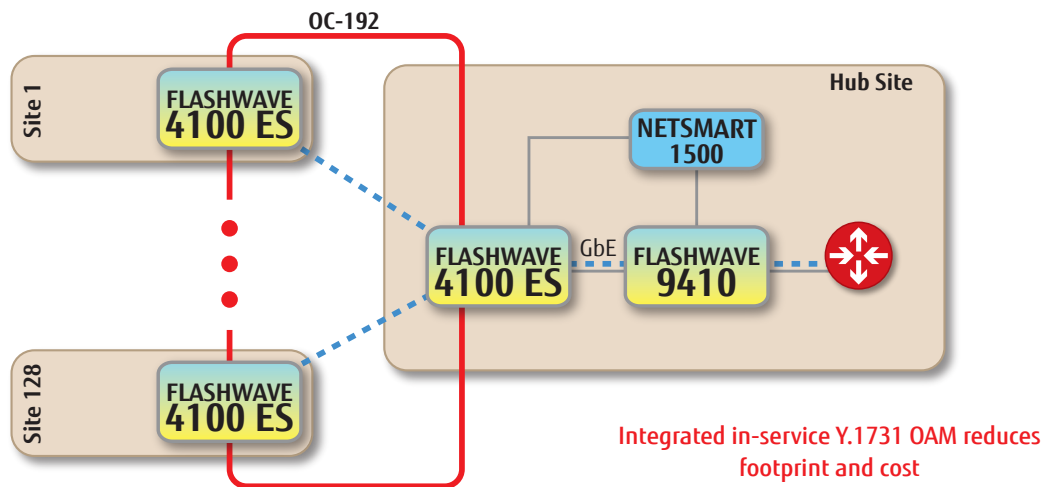 OC-192
Site 1
FLASHWAVE
4100 ES
Hub Site
NETSMART
1500
FLASHWAVE
4100 ES
GbE
FLASHWAVE
9410
Site 128
FLASHWAVE
4100 ES
Integrated in-service Y.1731 OAM reduces
footprint and cost